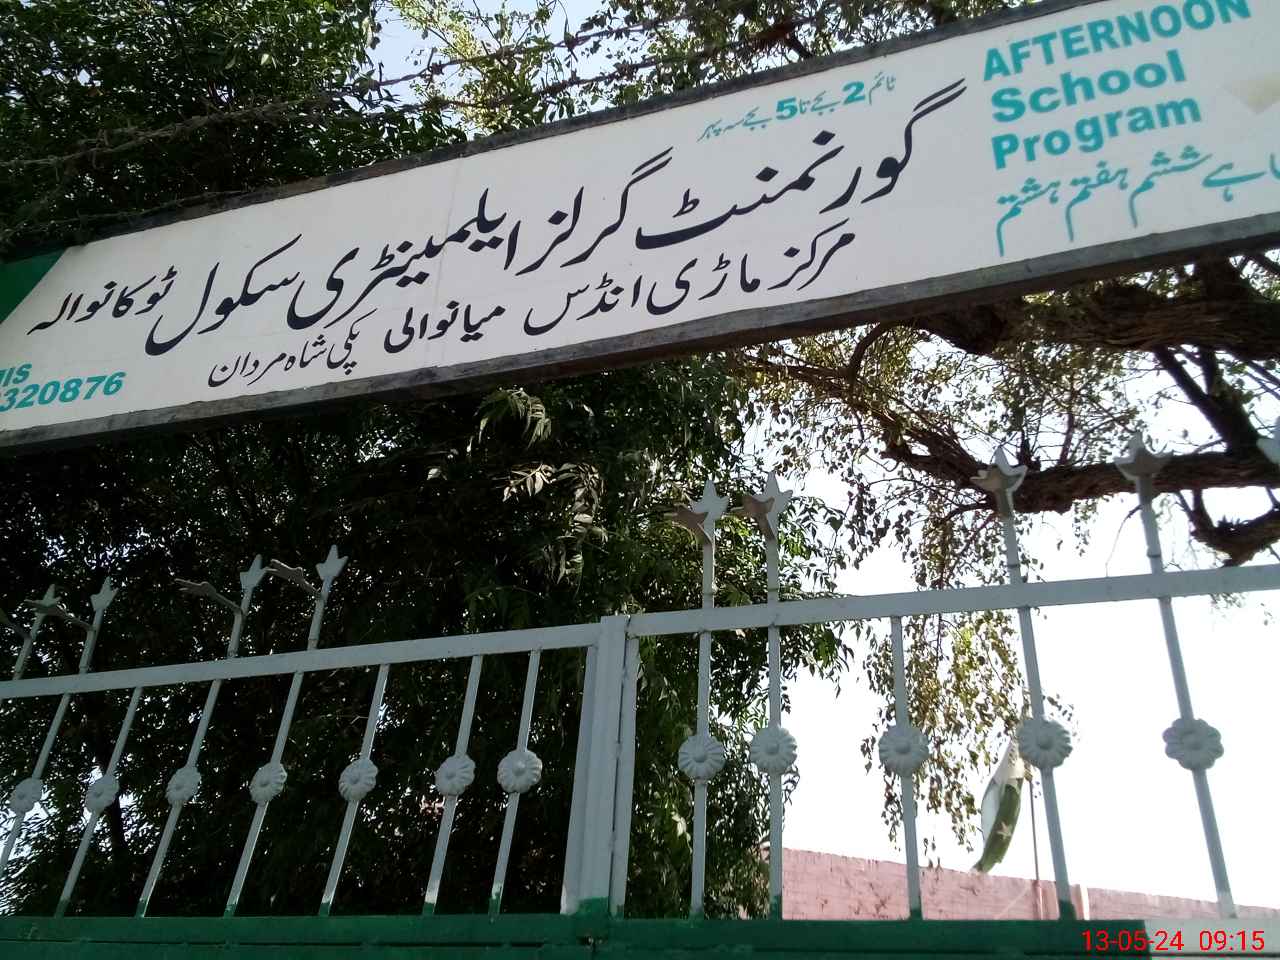 AFTERNOON
School
Program
ہے ششم ہفتم ہشتم
ٹائم 2 بجے تا 5 بجے سہ پہر
گورنمنٹ گرلز ایلیمینٹری سکول ٹوکانوالہ
مرکز ماڑی انڈس میانوالی
پکی شاہ مردان
320876
13-05-24 09:15